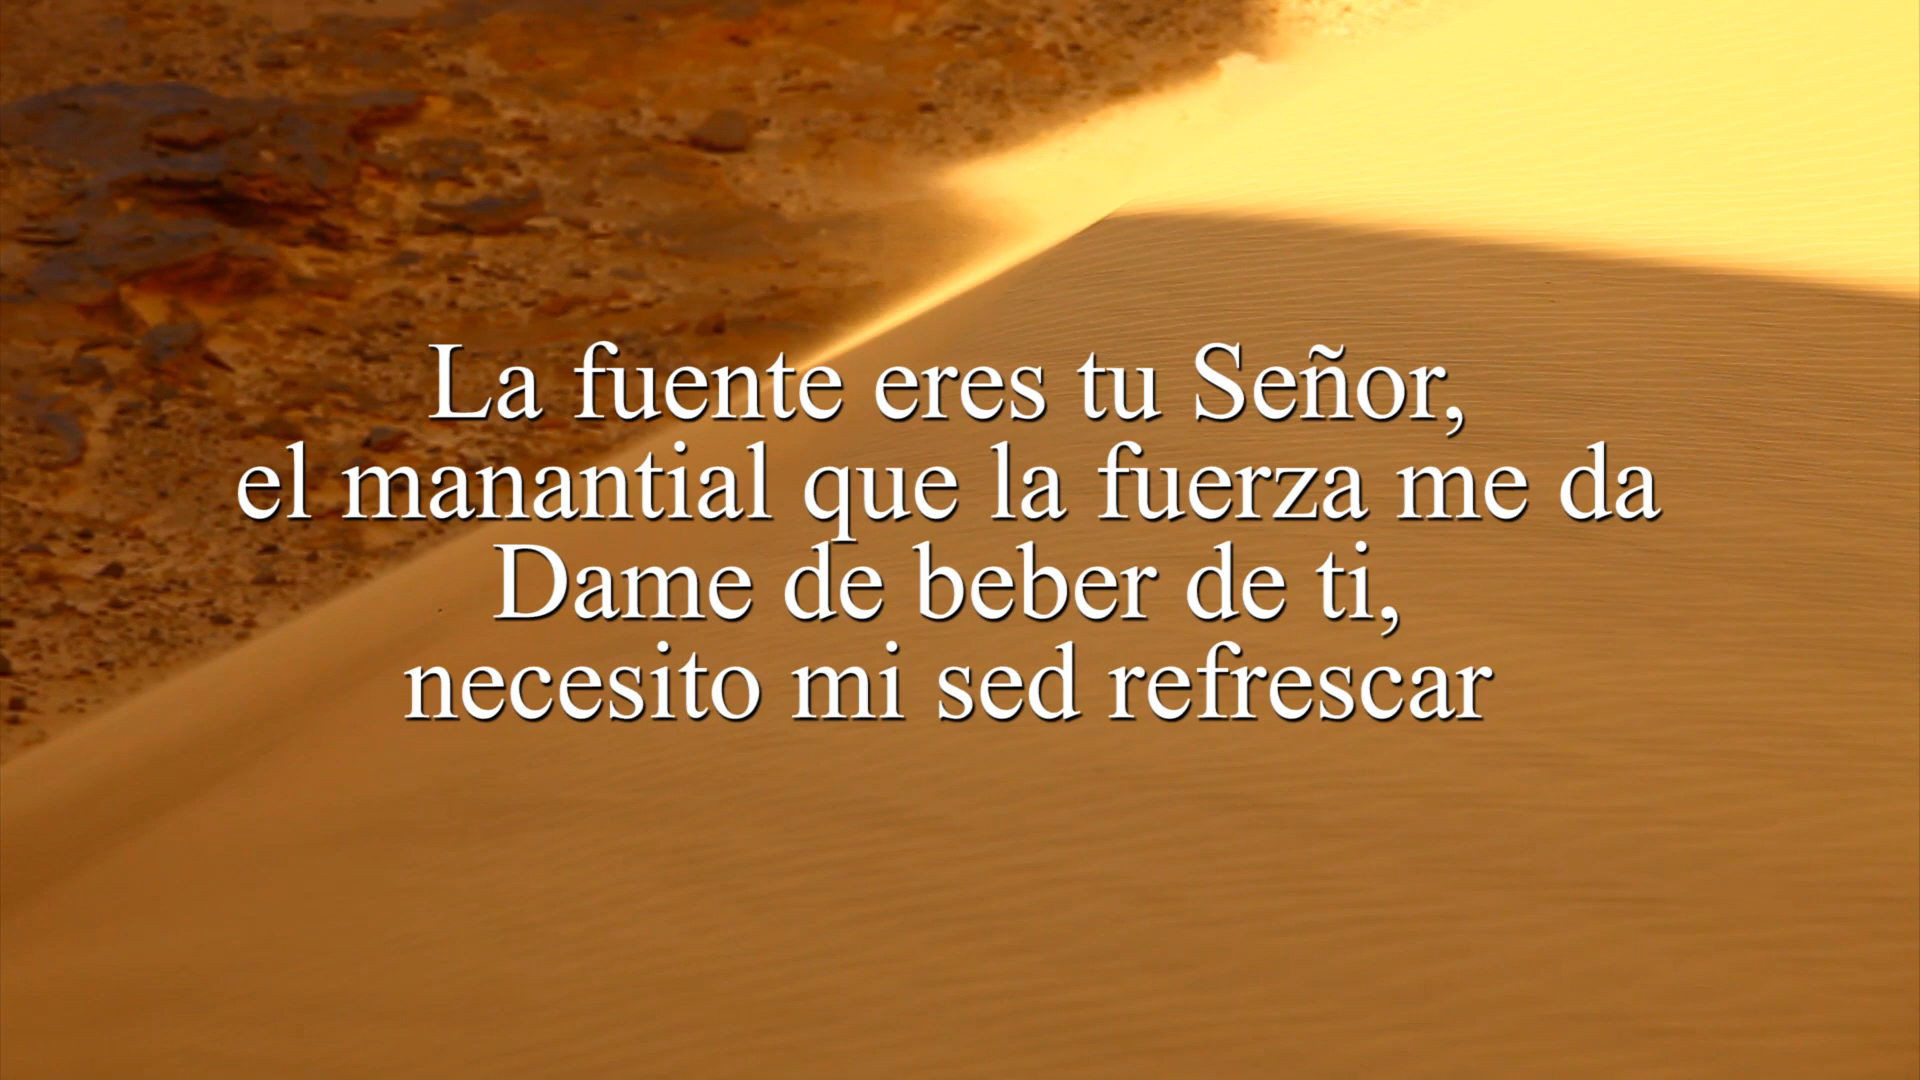 La fuente eres tu Señor,
el manantial que la fuerza me da
Dame de beber de ti,
necesito mi sed refrescar